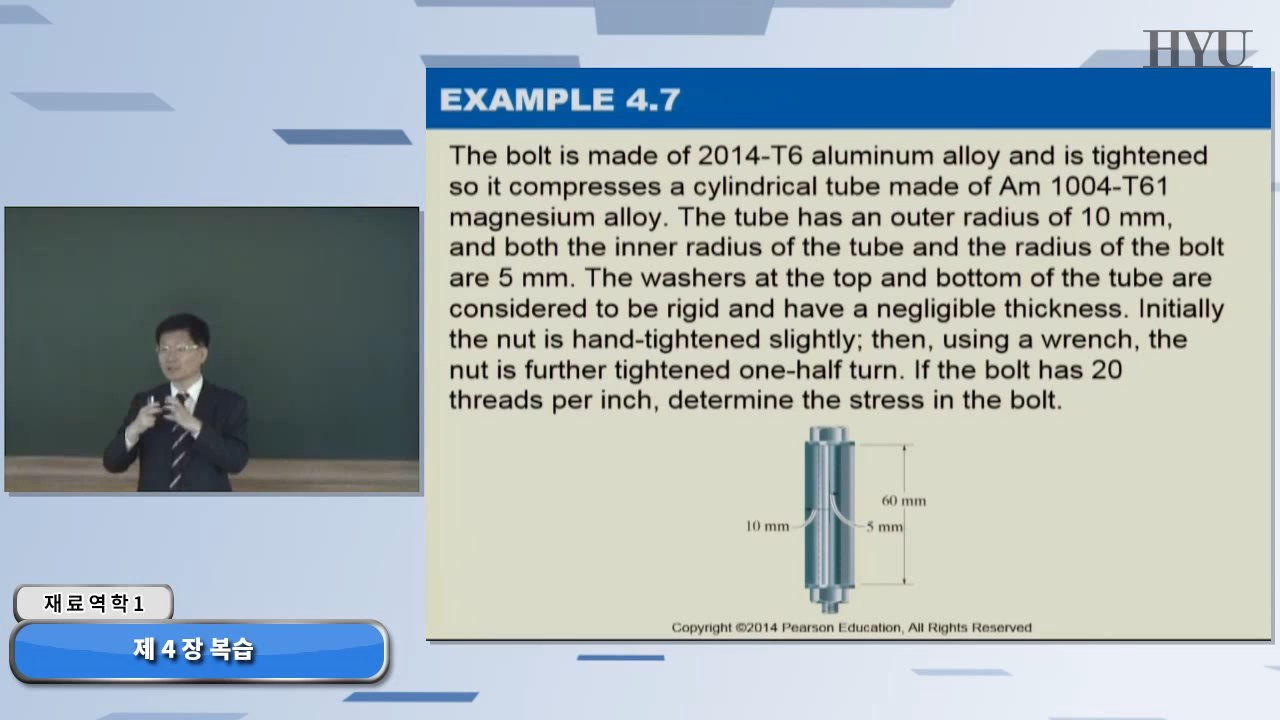 HYU
EXAMPLE 4.7
The bolt is made of 2014-T6 aluminum alloy and is tightened
so it compresses a cylindrical tube made of Am 1004-T61
magnesium alloy. The tube has an outer radius of 10 mm,
and both the inner radius of the tube and the radius of the bolt
are 5 mm. The washers at the top and bottom of the tube are
considered to be rigid and have a negligible thickness. Initially
the nut is hand-tightened slightly; then, using a wrench, the
nut is further tightened one-half turn. If the bolt has 20
threads per inch, determine the stress in the bolt.
60 mm
10 mm
5 mm
Copyright ©2014 Pearson Education, All Rights Reserved
재료역학1
제 4 장 복습